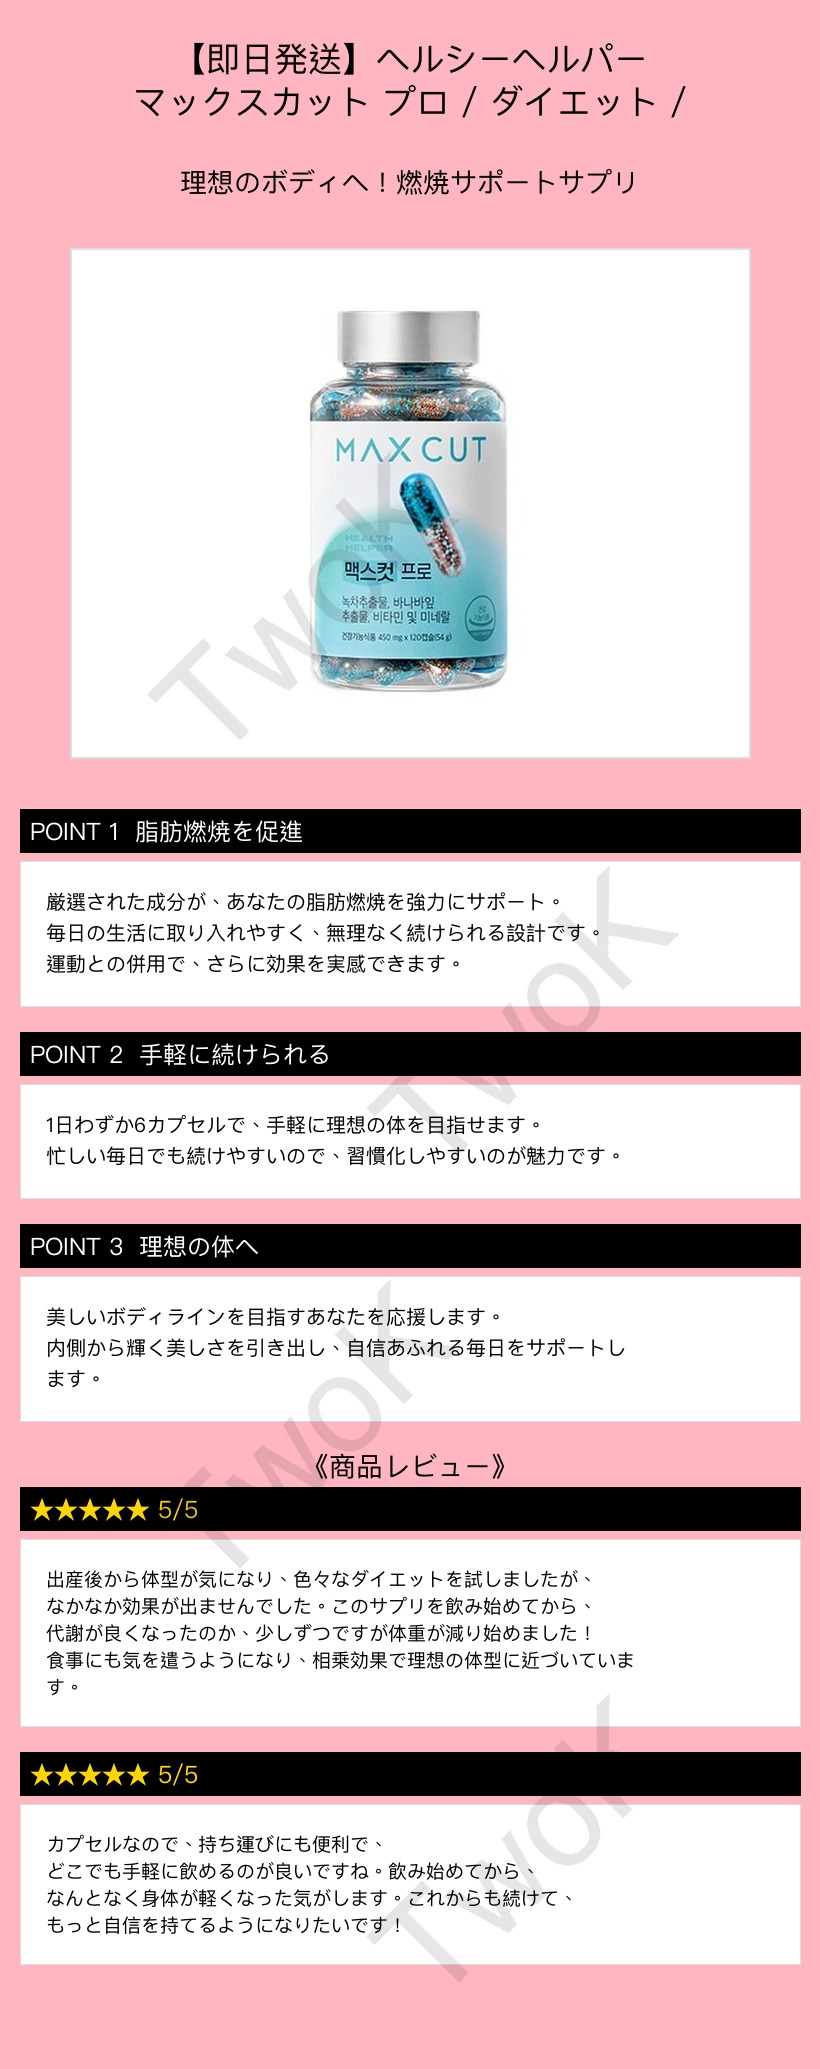 【即日発送】ヘルシーヘルパー
マックスカット プロ / ダイエット /
理想のボディへ！燃焼サポートサプリ
MAX CUT
HEALTH
HELPER
맥스컷 프로
녹차추출물, 바나바잎
추출물, 비타민 및 미네랄
건강기능식품 450 mg x 120캡슐(54 g)
TwoK
POINT 1 脂肪燃焼を促進
厳選された成分が、あなたの脂肪燃焼を強力にサポート。
毎日の生活に取り入れやすく、無理なく続けられる設計です。
運動との併用で、さらに効果を実感できます。
TwoK
POINT 2 手軽に続けられる
1日わずか6カプセルで、手軽に理想の体を目指せます。
忙しい毎日でも続けやすいので、習慣化しやすいのが魅力です。
POINT 3 理想の体へ
美しいボディラインを目指すあなたを応援します。
内側から輝く美しさを引き出し、自信あふれる毎日をサポートし
ます。
TwoK
《商品レビュー》
★★★★★ 5/5
出産後から体型が気になり、色々なダイエットを試しましたが、
なかなか効果が出ませんでした。このサプリを飲み始めてから、
代謝が良くなったのか、少しずつですが体重が減り始めました！
食事にも気を遣うようになり、相乗効果で理想の体型に近づいていま
す。
★★★★★ 5/5
カプセルなので、持ち運びにも便利で、
どこでも手軽に飲めるのが良いですね。飲み始めてから、
なんとなく身体が軽くなった気がします。これからも続けて、
もっと自信を持てるようになりたいです！
TwoK